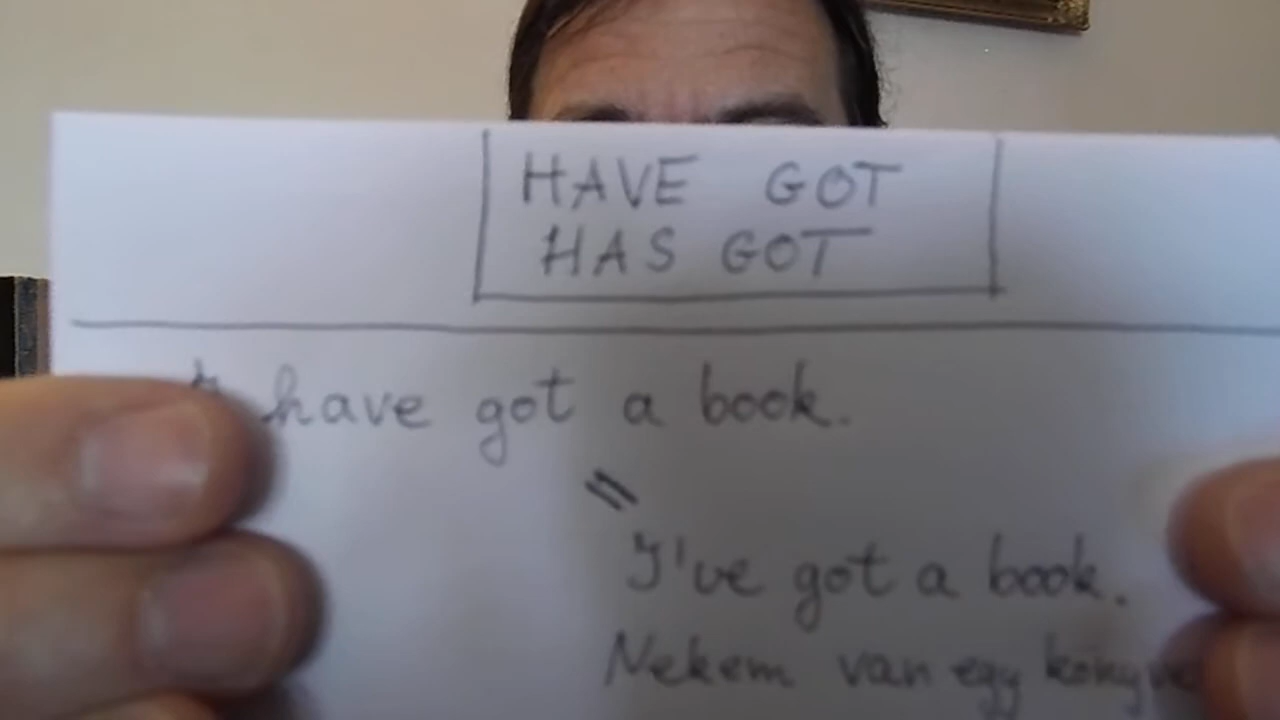 HAVE GOT
HAS GOT
I have got a book.
I've got a book.
Nekem van egy